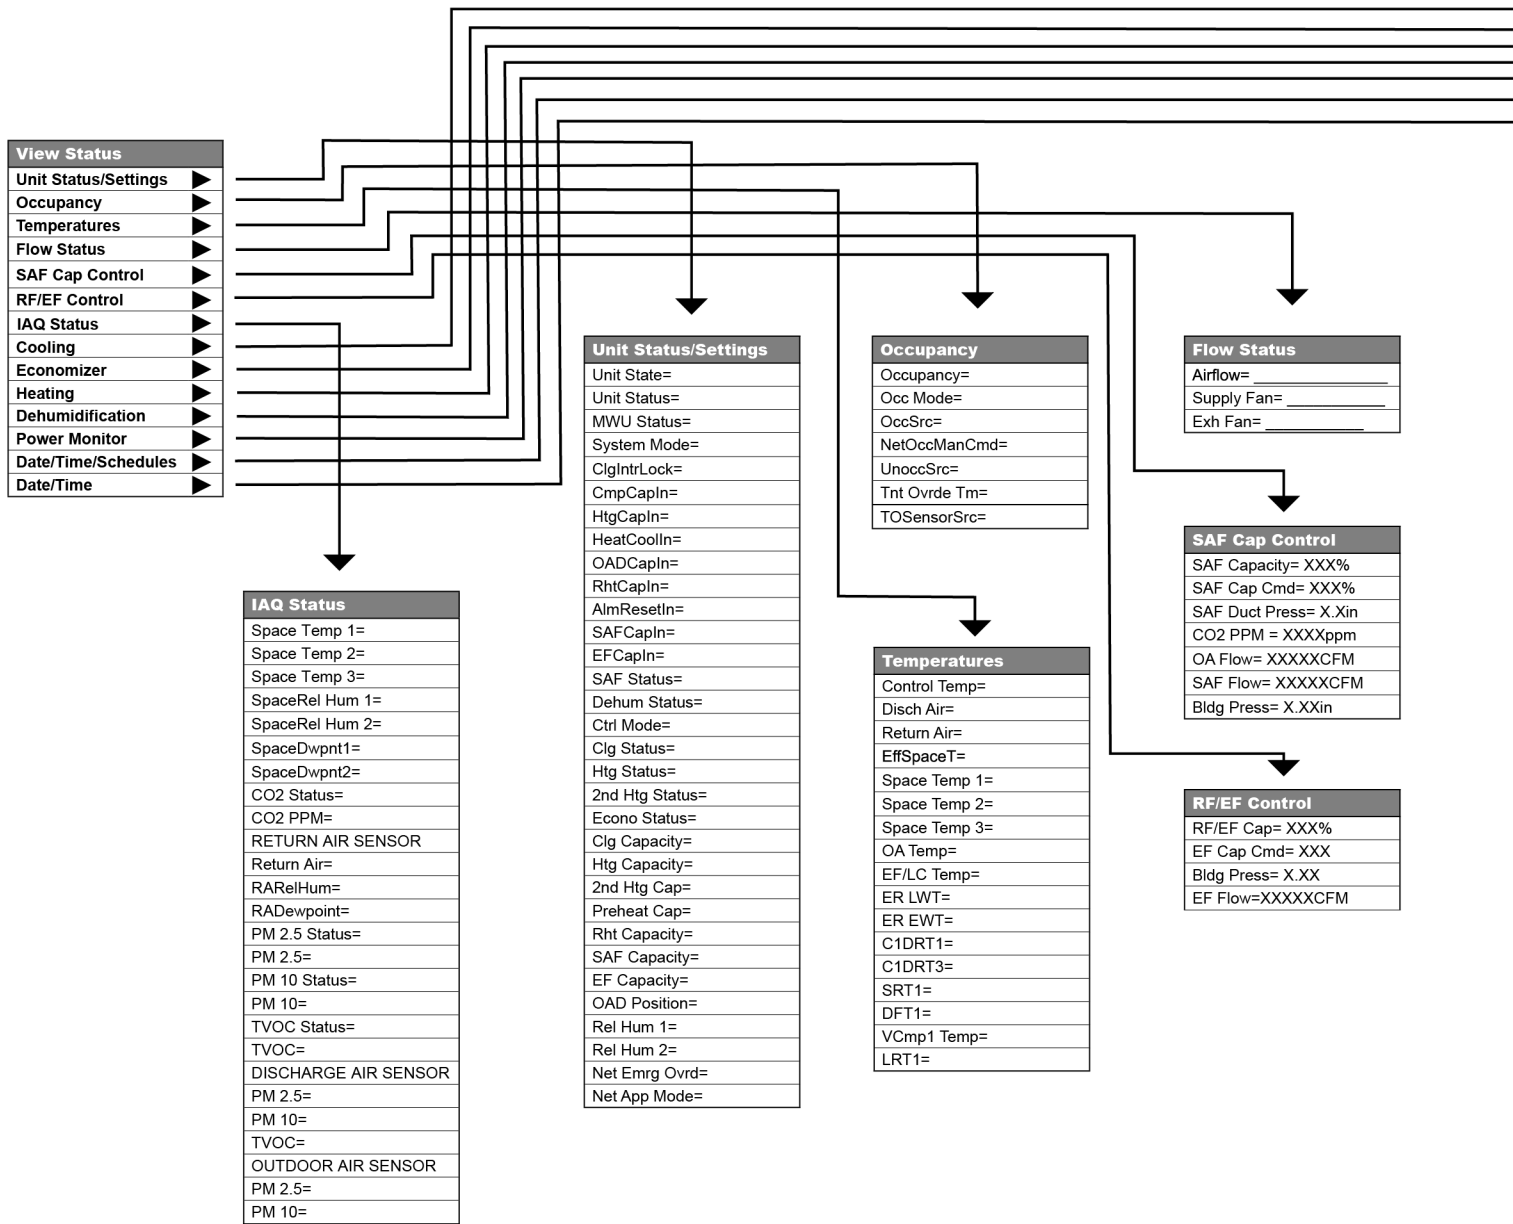 View Status
Unit Status/Settings
Occupancy
Temperatures
Flow Status
SAF Cap Control
RF/EF Control
IAQ Status
Cooling
Economizer
Heating
Dehumidification
Power Monitor
Date/Time/Schedules
Date/Time
IAQ Status
Space Temp 1=
Space Temp 2=
Space Temp 3=
SpaceRel Hum 1=
SpaceRel Hum 2=
SpaceDwpnt1=
SpaceDwpnt2=
CO2 Status=
CO2 PPM=
RETURN AIR SENSOR
Return Air=
RARelHum=
RADewpoint=
PM 2.5 Status=
PM 2.5=
PM 10 Status=
PM 10=
TVOC Status=
TVOC=
DISCHARGE AIR SENSOR
PM 2.5=
PM 10=
TVOC=
OUTDOOR AIR SENSOR
PM 2.5=
PM 10=
Unit Status/Settings
Unit State=
Unit Status=
MWU Status=
System Mode=
ClgIntrLock=
CmpCapIn=
HtgCapIn=
HeatCoolIn=
OADCapIn=
RhtCapIn=
AlmResetIn=
SAFCapIn=
EFCapIn=
SAF Status=
Dehum Status=
Ctrl Mode=
Clg Status=
Htg Status=
2nd Htg Status=
Econo Status=
Clg Capacity=
Htg Capacity=
2nd Htg Cap=
Preheat Cap=
Rht Capacity=
SAF Capacity=
EF Capacity=
OAD Position=
Rel Hum 1=
Rel Hum 2=
Net Emrg Ovrd=
Net App Mode=
Occupancy
Occupancy=
Occ Mode=
OccSrc=
NetOccManCmd=
UnoccSrc=
Tnt Ovrde Tm=
TOSensorSrc=
Temperatures
Control Temp=
Disch Air=
Return Air=
EffSpaceT=
Space Temp 1=
Space Temp 2=
Space Temp 3=
OA Temp=
EF/LC Temp=
ER LWT=
ER EWT=
C1DRT1=
C1DRT3=
SRT1=
DFT1=
VCmp1 Temp=
LRT1=
Flow Status
Airflow= ________________
Supply Fan= ____________
Exh Fan= ____________
SAF Cap Control
SAF Capacity= XXX%
SAF Cap Cmd= XXX%
SAF Duct Press= X.Xin
CO2 PPM = XXXXppm
OA Flow= XXXXXCFM
SAF Flow= XXXXXCFM
Bldg Press= X.XXin
RF/EF Control
RF/EF Cap= XXX%
EF Cap Cmd= XXX
Bldg Press= X.XX
EF Flow=XXXXXCFM